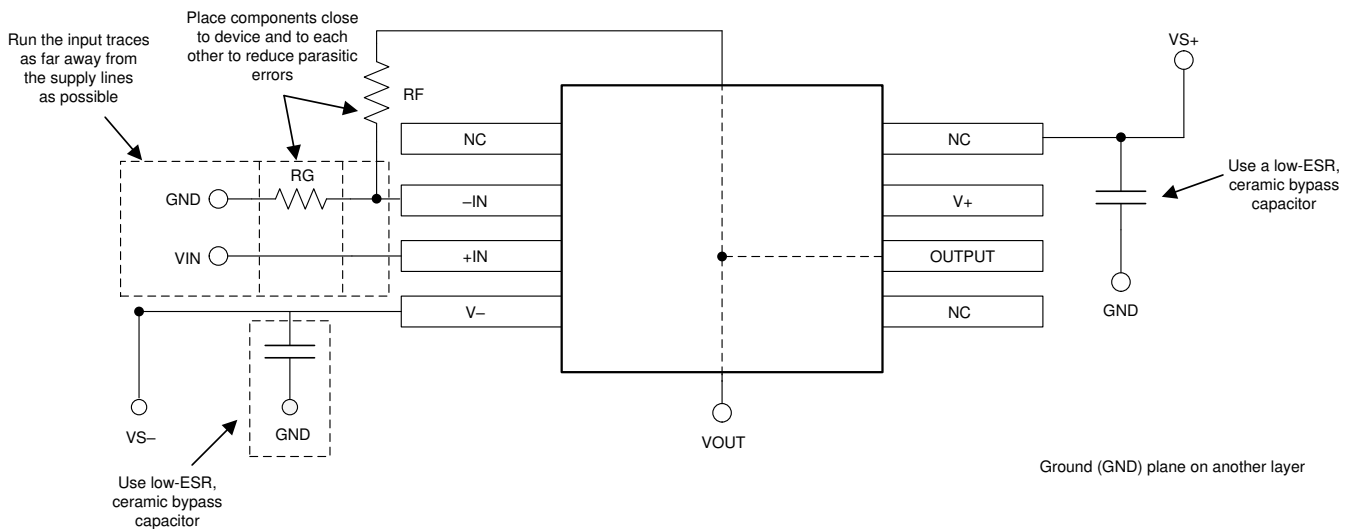 Place components close
to device and to each
other to reduce parasitic
errors
Run the input traces
as far away from
the supply lines
as possible
VS+
RF
NC
NC
Use a low-ESR,
ceramic bypass
capacitor
RG
GND
–IN
V+
VIN
+IN
OUTPUT
V–
NC
GND
VS–
GND
VOUT
Ground (GND) plane on another layer
Use low-ESR,
ceramic bypass
capacitor